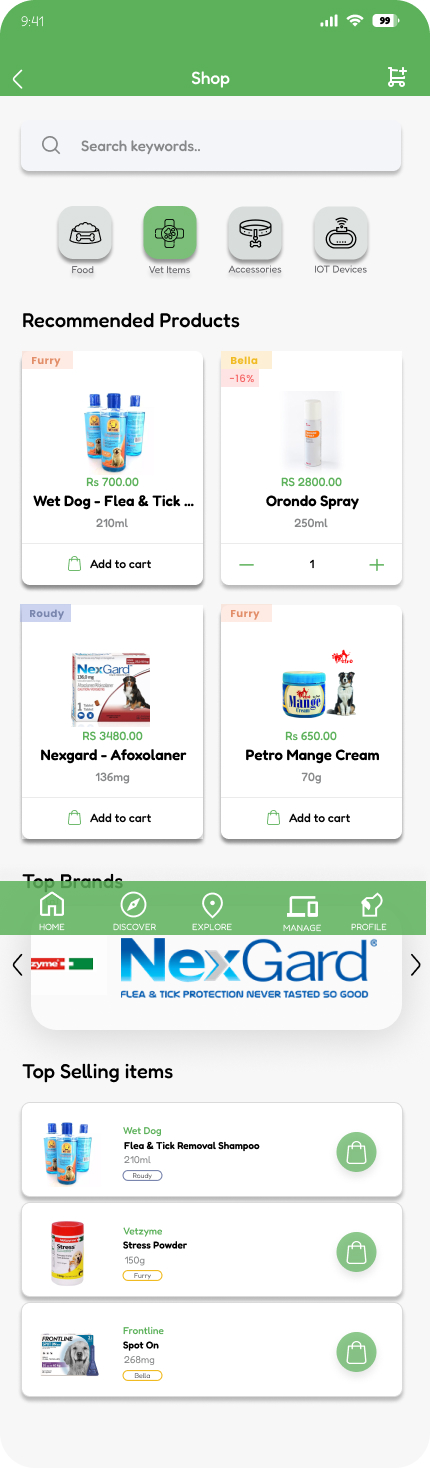 9:41
99
Shop
Search keywords..
Food
Vet Items
Accessories
IOT Devices
Recommended Products
Furry
Rs 700.00
Wet Dog - Flea & Tick ...
210ml
Add to cart
Bella
-16%
RS 2800.00
Orondo Spray
250ml
1
Roudy
NexGard
RS 3480.00
Nexgard - Afoxolaner
136mg
Add to cart
Furry
Mange
Cream
Rs 650.00
Petro Mange Cream
70g
Add to cart
Top Brands
HOME
DISCOVER
EXPLORE
MANAGE
PROFILE
zyme
NexGard®
FLEA & TICK PROTECTION NEVER TASTED SO GOOD
Top Selling items
Wet Dog
Flea & Tick Removal Shampoo
210ml
Roudy
Stress
Vetzyme
Stress Powder
150g
Furry
FRONTLINE
Frontline
Spot On
268mg
Bella